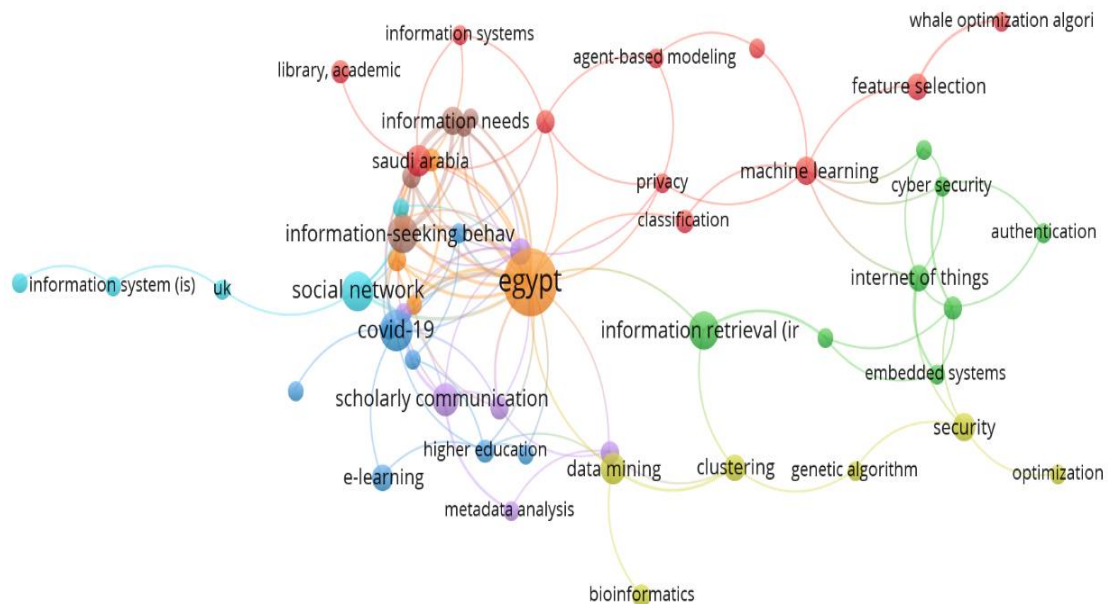 whale optimization algori
information systems
agent-based modeling
library, academic
feature selection
information needs
saudi arabia
machine learning
privacy
cyber security
classification
information-seeking behav
authentication
egypt
internet of things
information system (is)
uk
social network
covid-19
information retrieval (ir
embedded systems
scholarly communication
security
higher education
data mining
clustering
genetic algorithm
optimization
e-learning
metadata analysis
bioinformatics